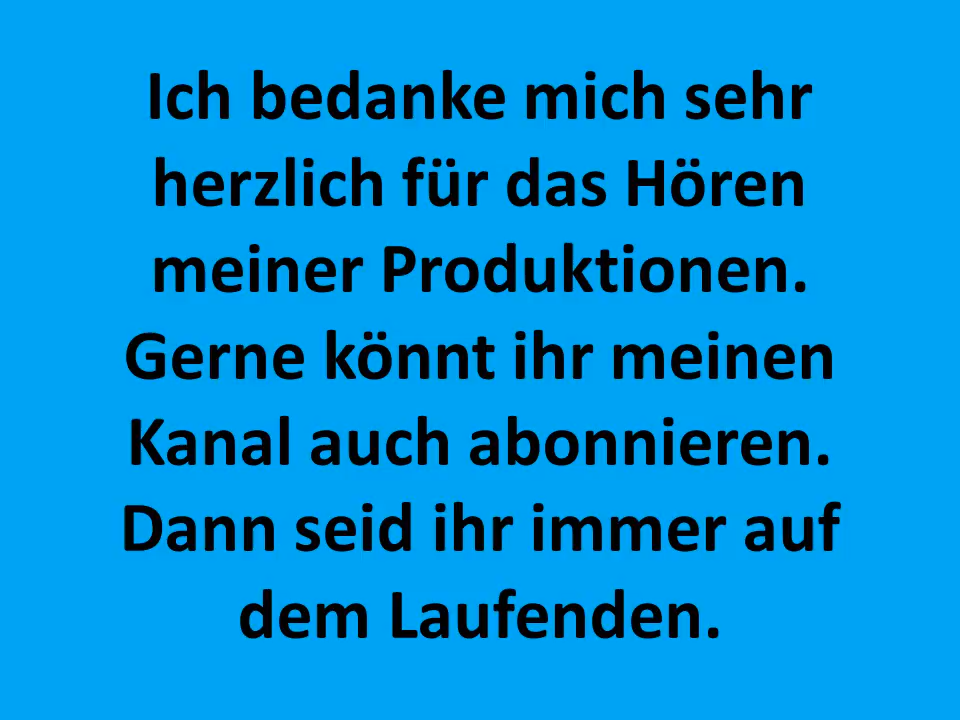 Ich bedanke mich sehr
herzlich für das Hören
meiner Produktionen.
Gerne könnt ihr meinen
Kanal auch abonnieren.
Dann seid ihr immer auf
dem Laufenden.